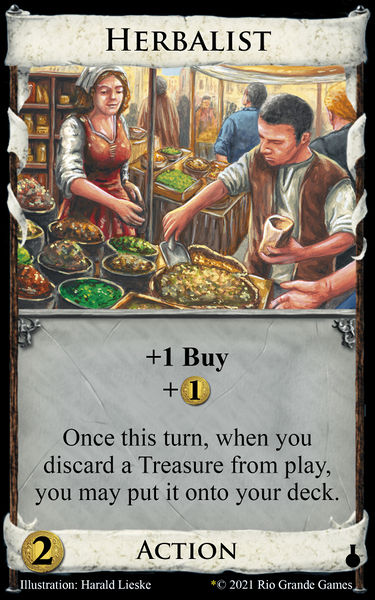 HERBALIST
+1 Buy
+1
Once this turn, when you
discard a Treasure from play,
you may put it onto your deck.
2 ACTION
Illustration: Harald Lieske *© 2021 Rio Grande Games